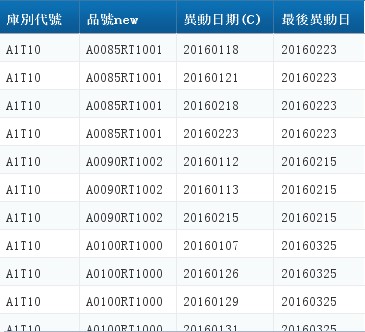 庫別代號 品號new 異動日期(C) 最後異動日
A1T10 A0085RT1001 20160118 20160223
A1T10 A0085RT1001 20160121 20160223
A1T10 A0085RT1001 20160218 20160223
A1T10 A0085RT1001 20160223 20160223
A1T10 A0090RT1002 20160112 20160215
A1T10 A0090RT1002 20160113 20160215
A1T10 A0090RT1002 20160215 20160215
A1T10 A0100RT1000 20160107 20160325
A1T10 A0100RT1000 20160126 20160325
A1T10 A0100RT1000 20160129 20160325
A1T10 A0100RT1000 20160131 20160325